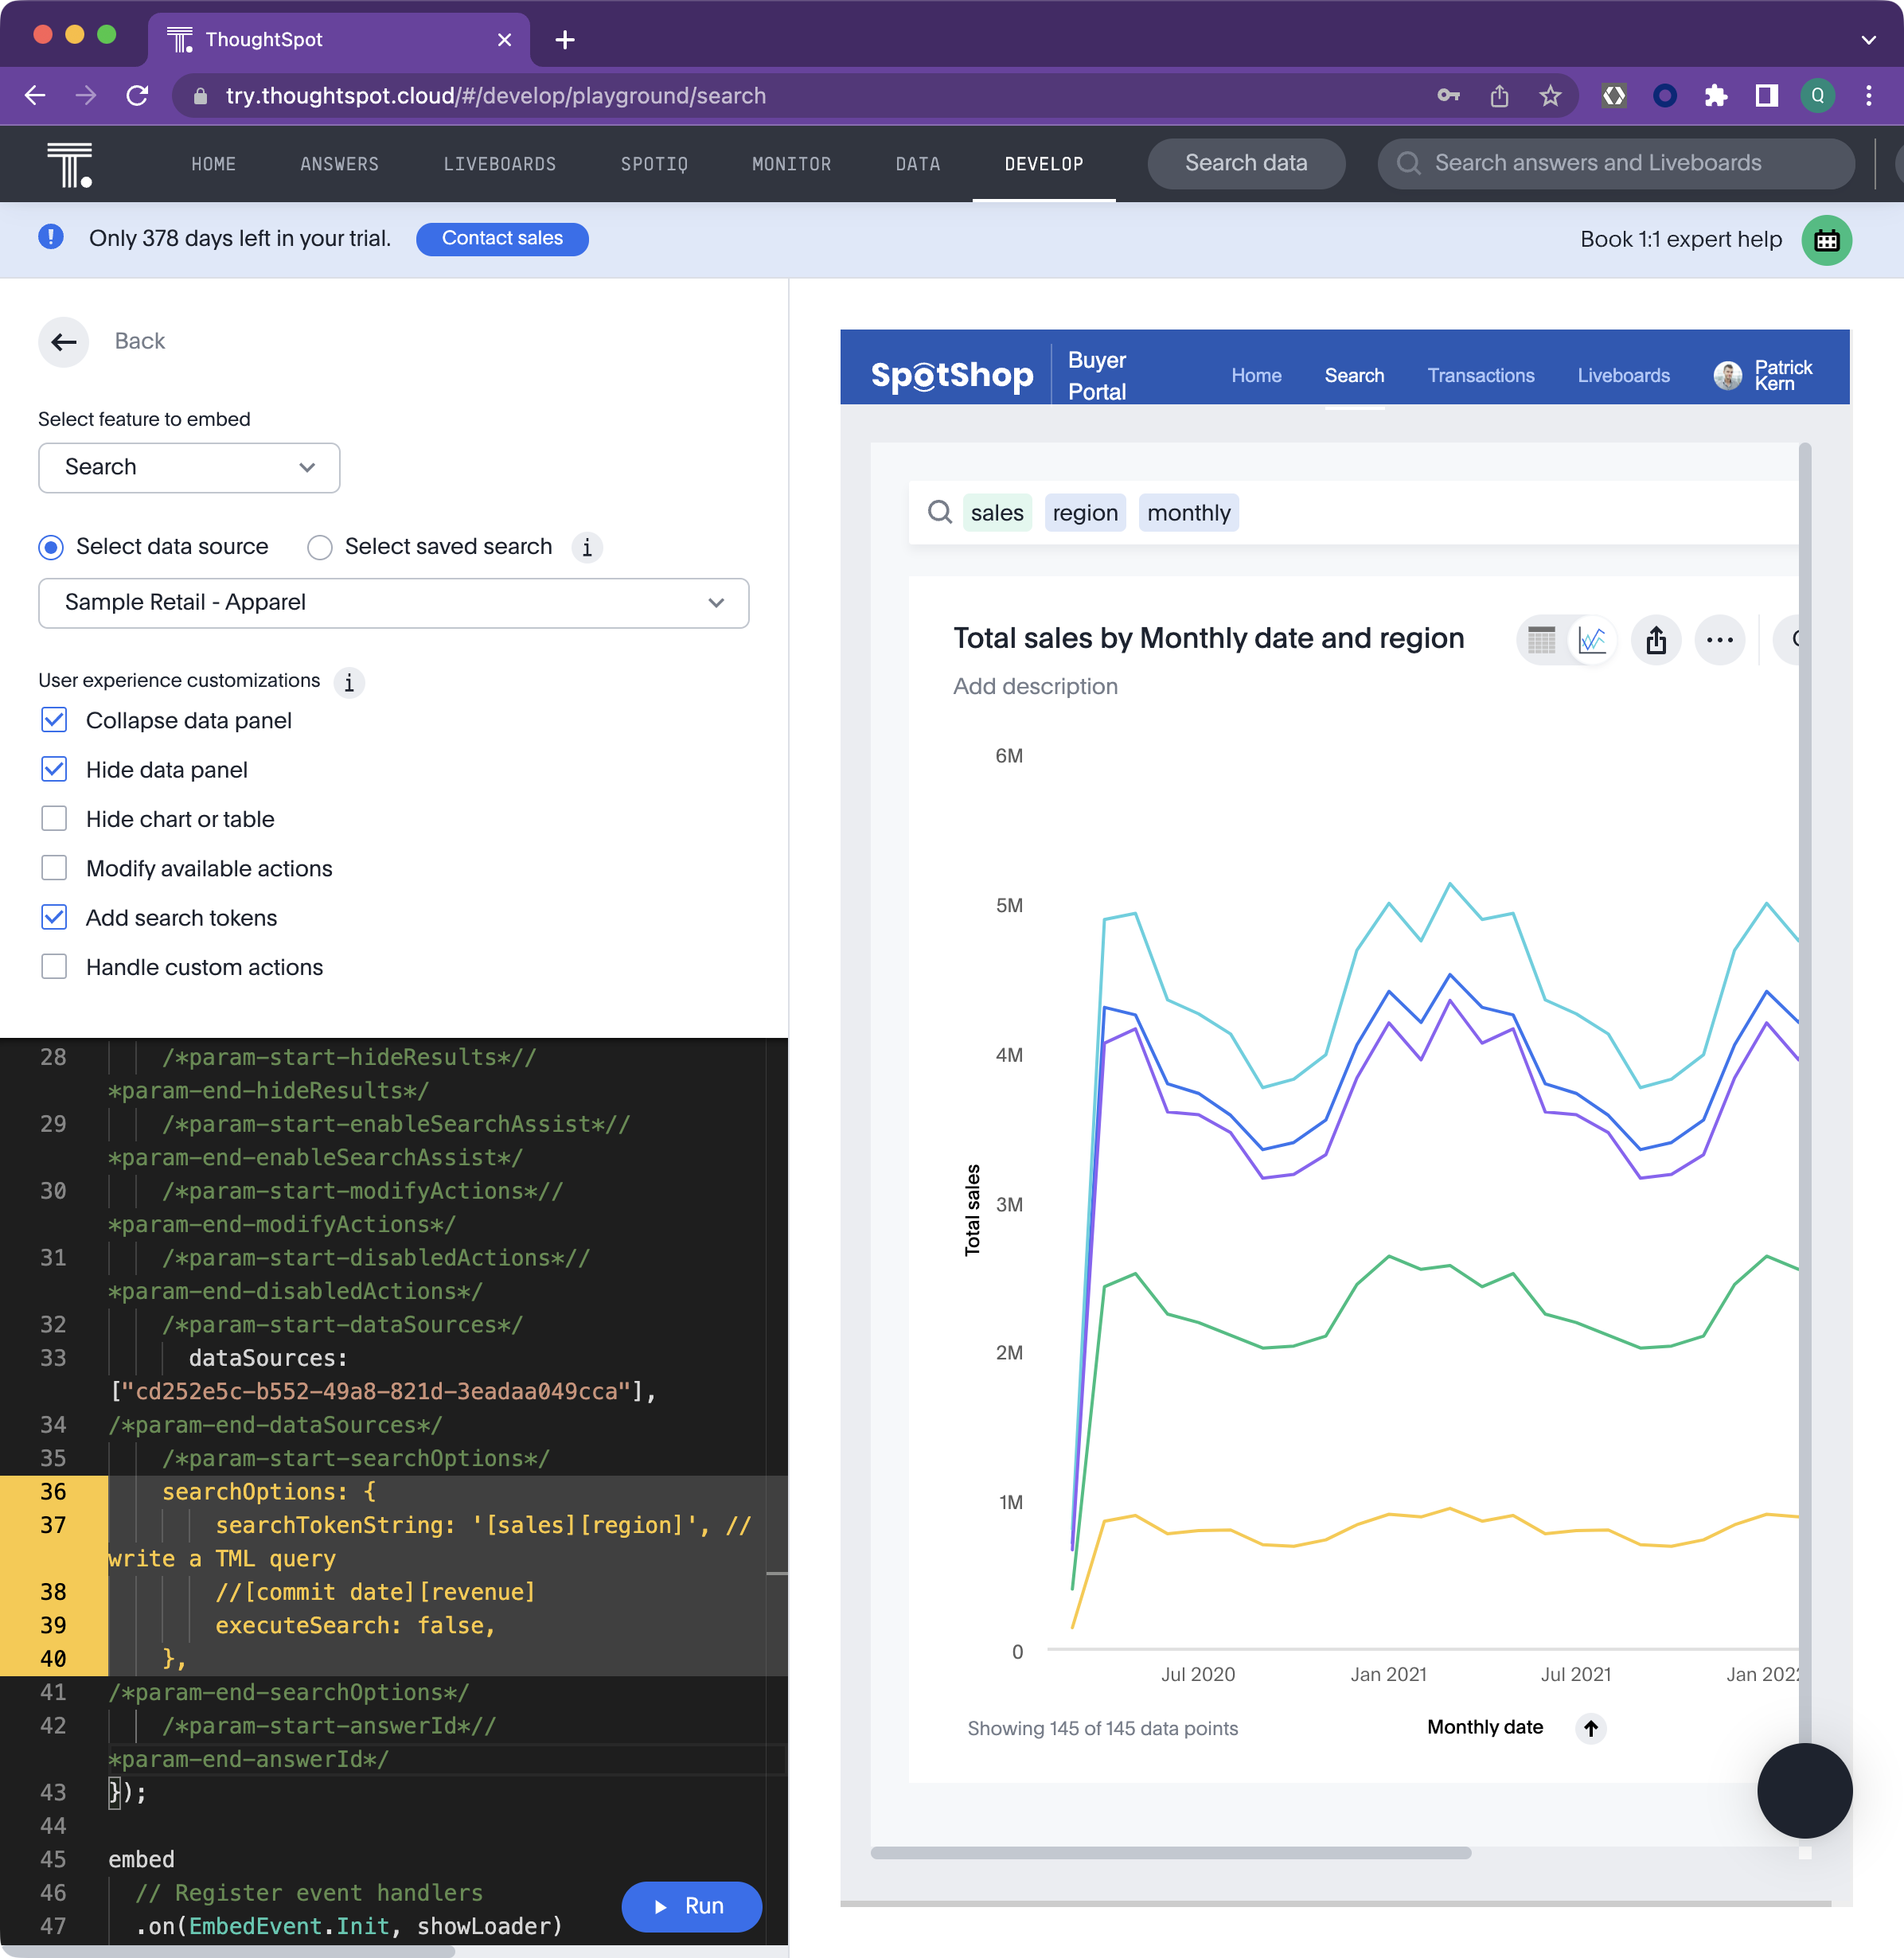 ThoughtSpot
try.thoughtspot.cloud/#/develop/playground/search
Q
HOME ANSWERS LIVEBOARDS SPOTIQ MONITOR DATA DEVELOP Search data Search answers and Liveboards
Only 378 days left in your trial. Contact sales Book 1:1 expert help
Back
Select feature to embed
Search
Select data source Select saved search i
Sample Retail - Apparel
User experience customizations i
Collapse data panel
Hide data panel
Hide chart or table
Modify available actions
Add search tokens
Handle custom actions
28 /*param-start-hideResults*//
*param-end-hideResults*/
29 /*param-start-enableSearchAssist*//
*param-end-enableSearchAssist*/
30 /*param-start-modifyActions*//
*param-end-modifyActions*/
31 /*param-start-disabledActions*//
*param-end-disabledActions*/
32 /*param-start-dataSources*/
33 dataSources:
["cd252e5c-b552-49a8-821d-3eadaa049cca"],
34 /*param-end-dataSources*/
35 /*param-start-searchOptions*/
36 searchOptions: {
37 searchTokenString: '[sales][region]', //
write a TML query
38 //[commit date][revenue]
39 executeSearch: false,
40 },
41 /*param-end-searchOptions*/
42 /*param-start-answerId*//
*param-end-answerId*/
43 });
44
45 embed
46 // Register event handlers
47 .on(EmbedEvent.Init, showLoader)
Run
SpotShop
Buyer
Portal
Home Search Transactions Liveboards
Patrick
Kern
sales region monthly
Total sales by Monthly date and region
Add description
6M
5M
4M
3M
2M
1M
0
Total sales
Jul 2020 Jan 2021 Jul 2021 Jan 2022
Monthly date
Showing 145 of 145 data points